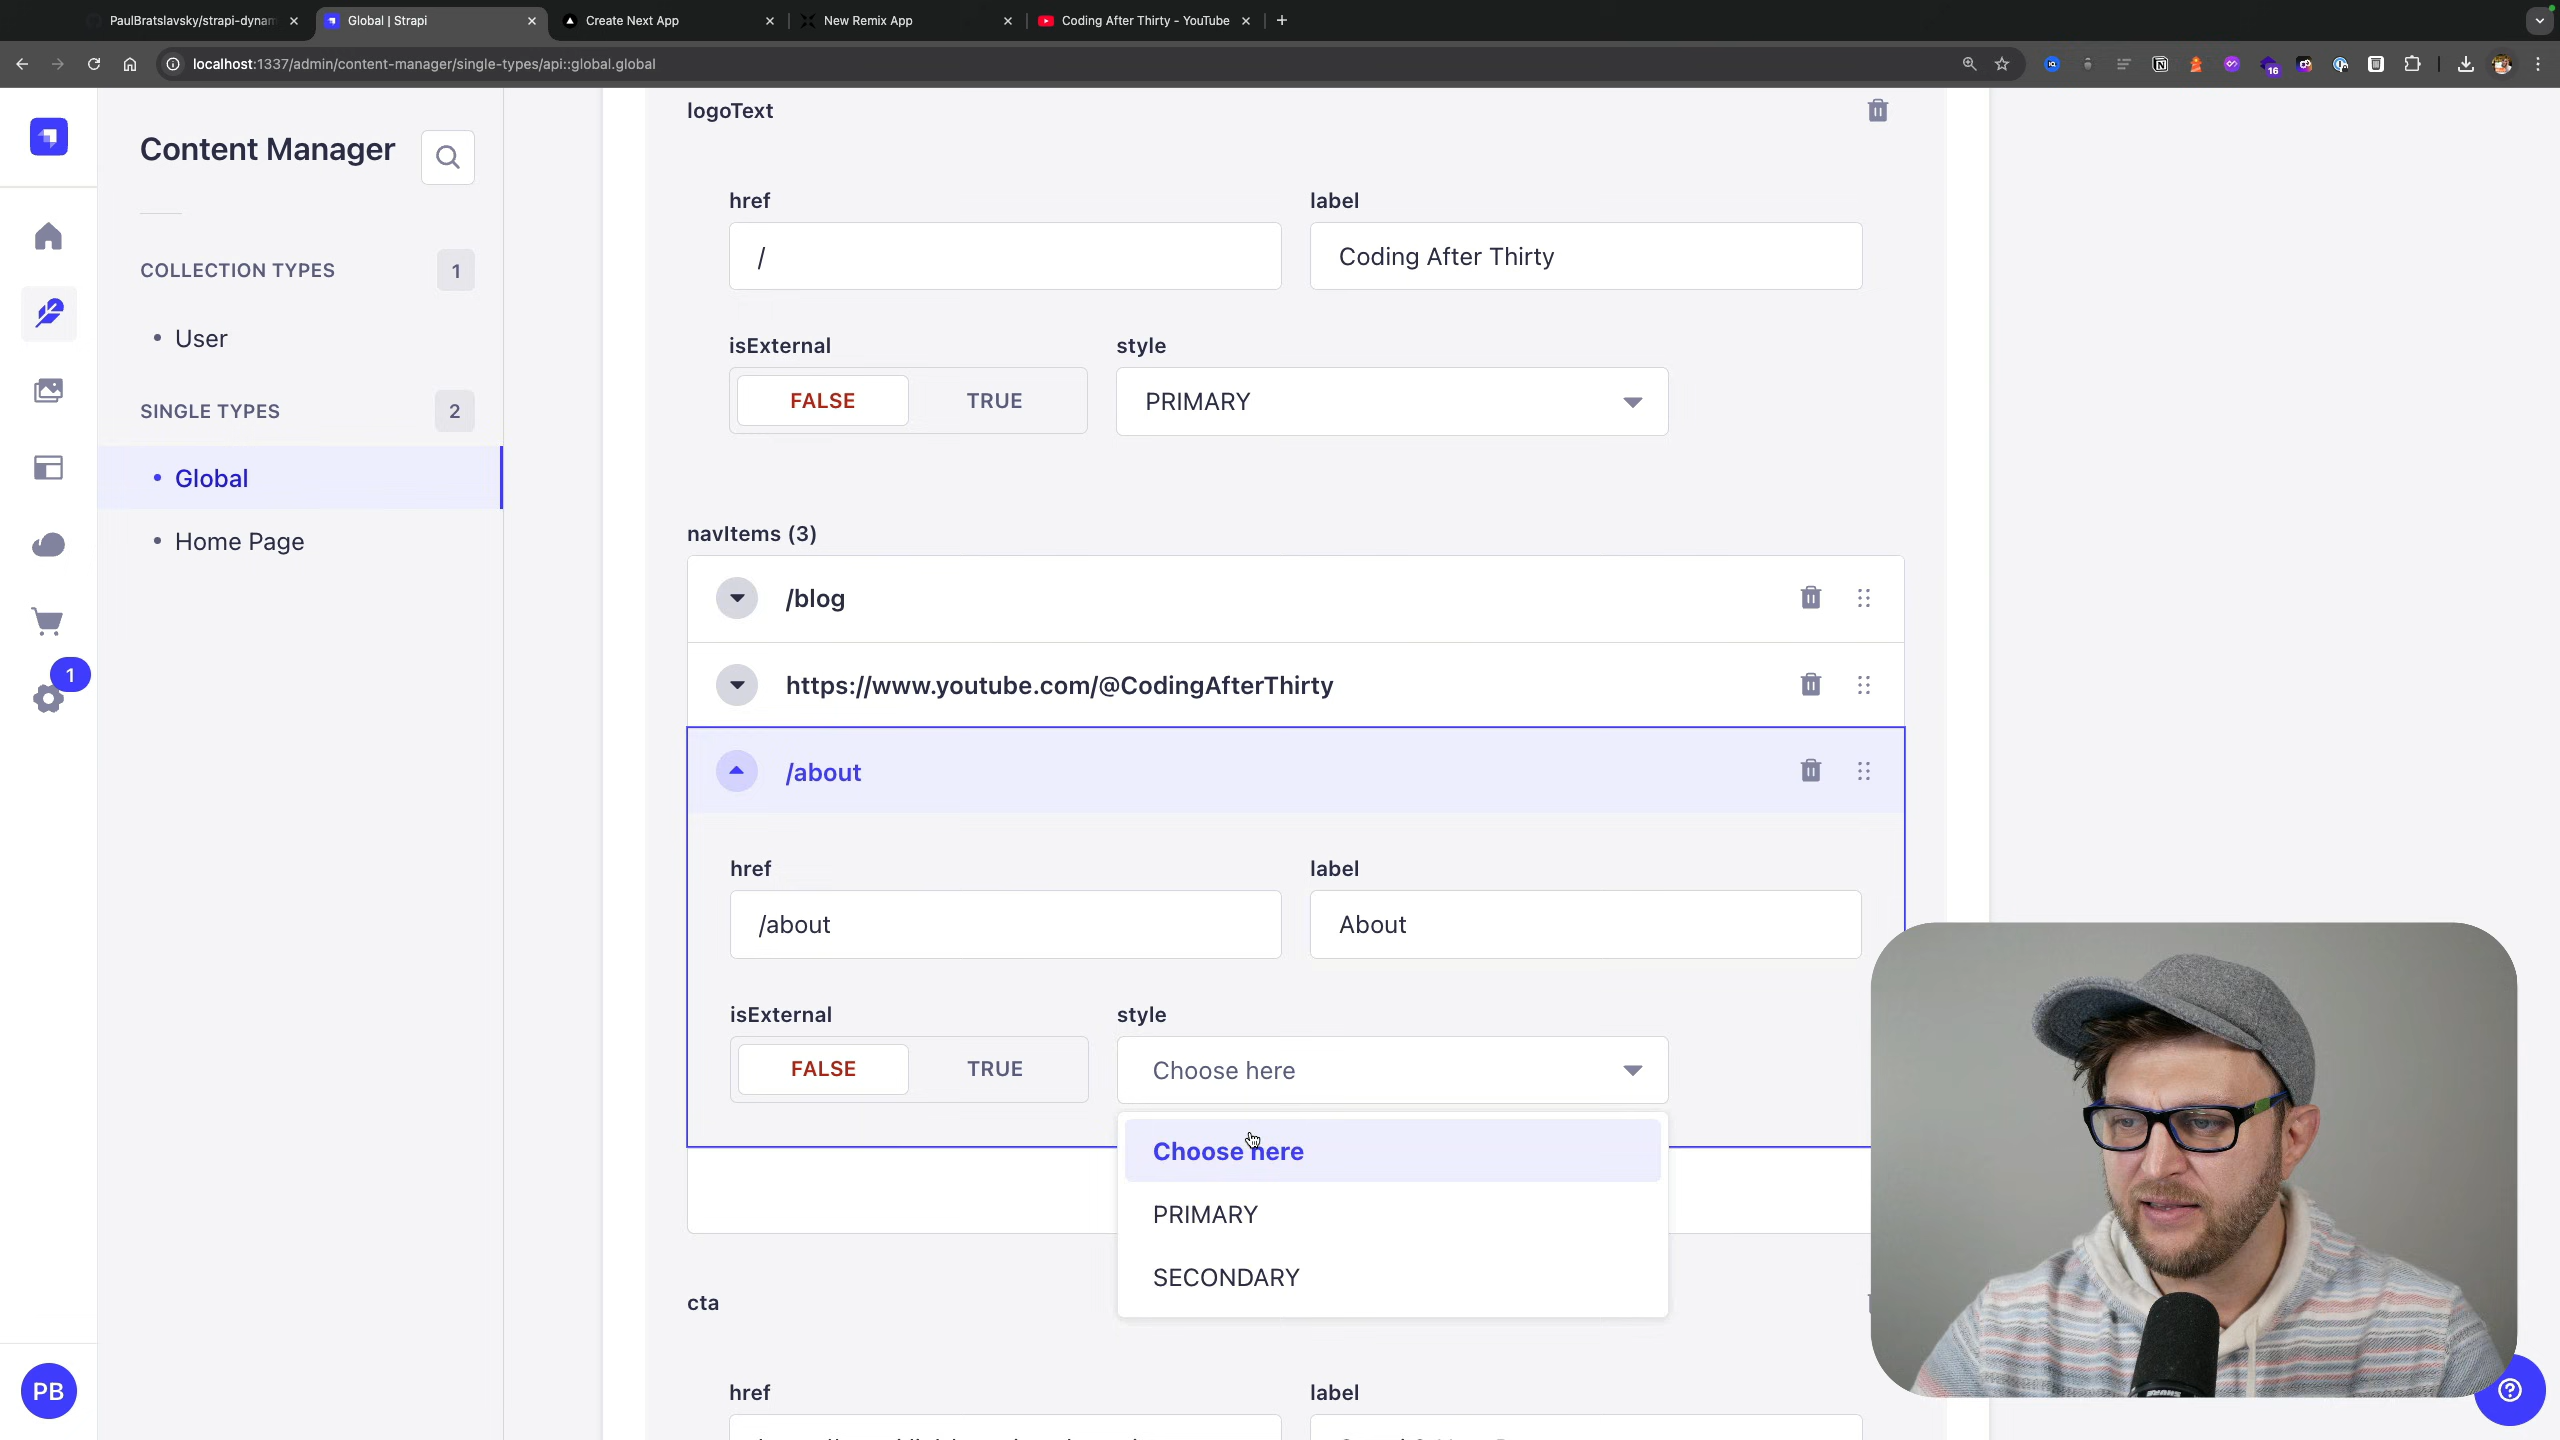 PaulBratslavsky/strapi-dynam
Global | Strapi
Create Next App
New Remix App
Coding After Thirty - YouTube
localhost:1337/admin/content-manager/single-types/api::global.global
16
Content Manager
COLLECTION TYPES
1
User
SINGLE TYPES
2
Global
Home Page
1
PB
logoText
href
label
/
Coding After Thirty
isExternal
style
FALSE
TRUE
PRIMARY
navItems (3)
/blog
https://www.youtube.com/@CodingAfterThirty
/about
href
label
/about
About
isExternal
style
FALSE
TRUE
Choose here
Choose here
PRIMARY
SECONDARY
cta
href
label